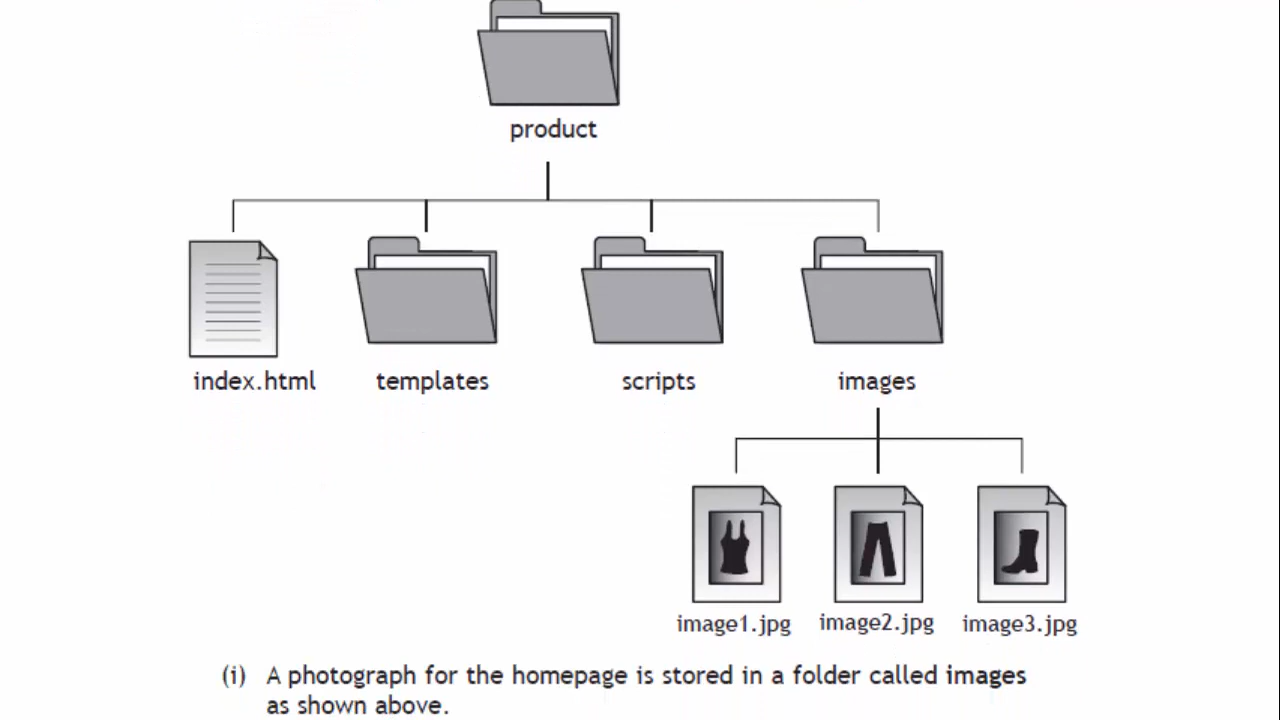 product
index.html templates scripts images
image1.jpg image2.jpg image3.jpg
(i) A photograph for the homepage is stored in a folder called images
as shown above.